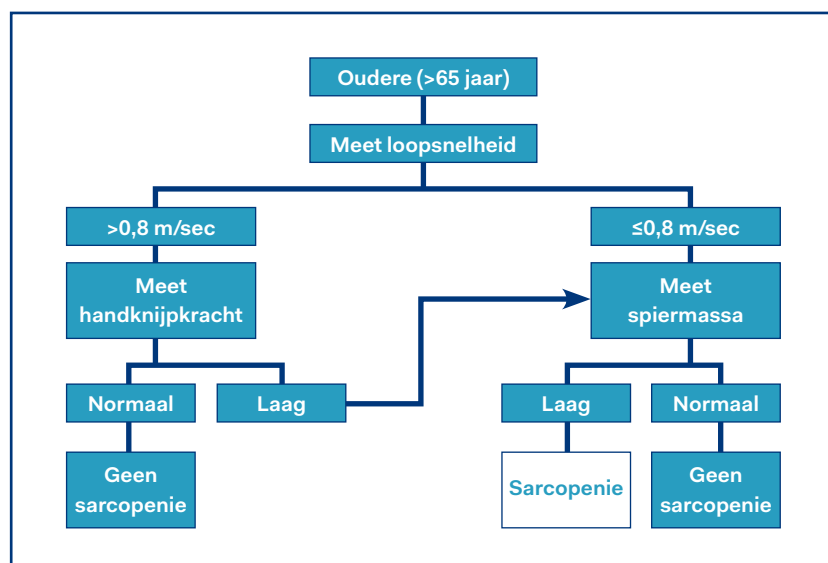 Oudere (>65 jaar)
Meet loopsnelheid
>0,8 m/sec
≤0,8 m/sec
Meet
handknijpkracht
Meet
spiermassa
Normaal
Laag
Laag
Normaal
Geen
sarcopenie
Sarcopenie
Geen
sarcopenie